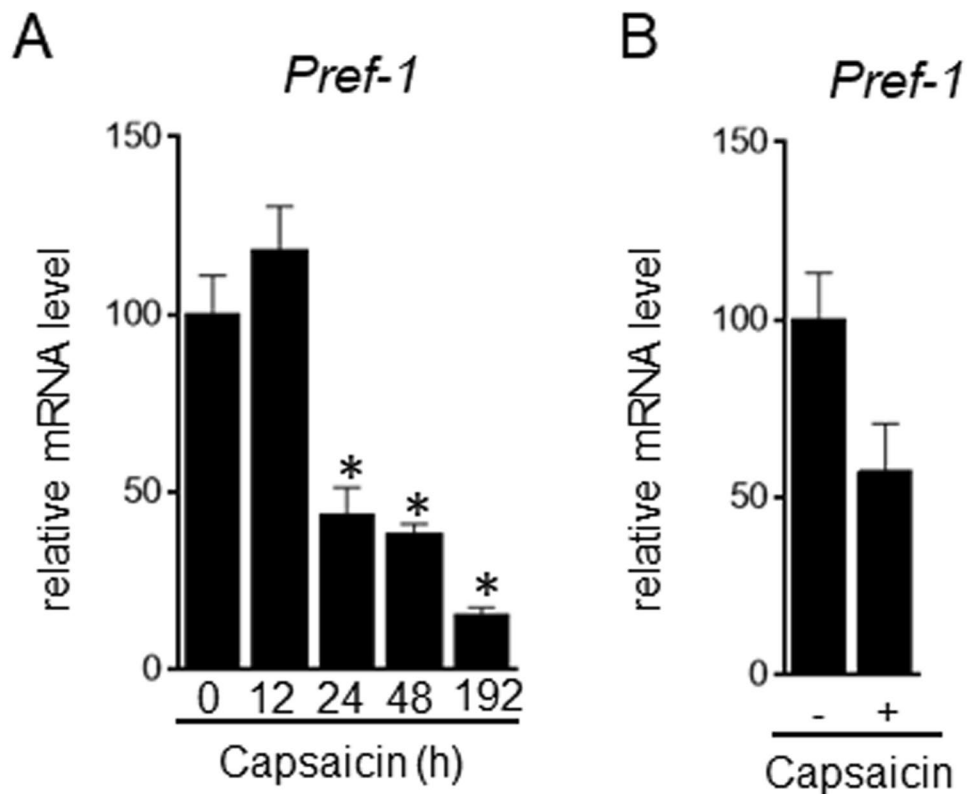 A
Pref-1
relative mRNA level
150
100
50
0
* * *
0 12 24 48 192
Capsaicin (h)
B
Pref-1
relative mRNA level
150
100
50
0
- +
Capsaicin